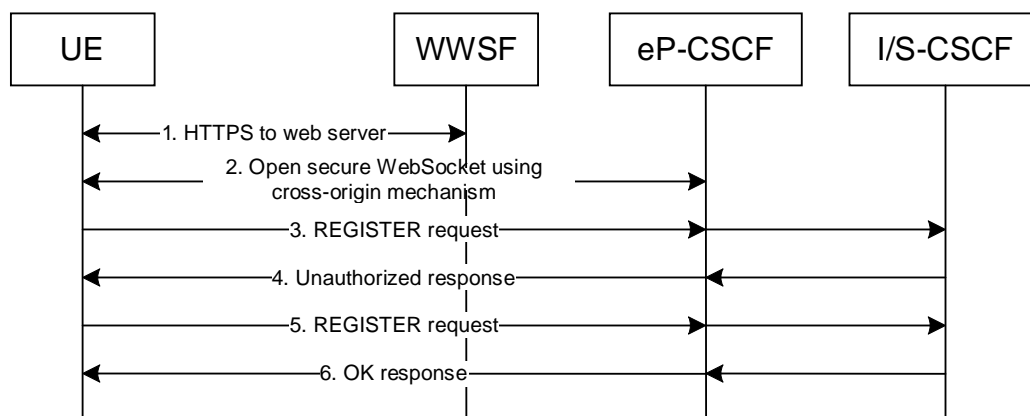 UE
WWSF
eP-CSCF
I/S-CSCF
1. HTTPS to web server
2. Open secure WebSocket using
cross-origin mechanism
3. REGISTER request
4. Unauthorized response
5. REGISTER request
6. OK response